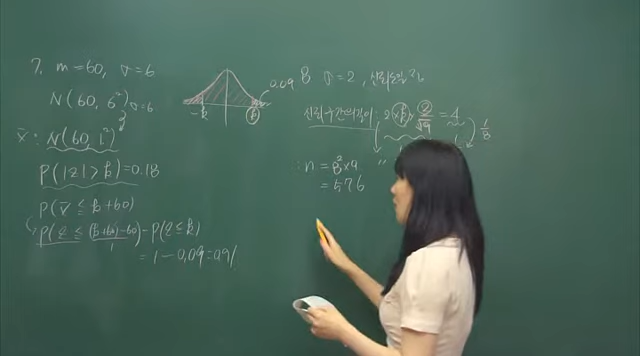 7. m=60, σ=6
N(60, 6²) σ=6
X̄ : N(60, 1²)
P(|z| > k) = 0.18
P(X̄ ≤ k+60)
P(z ≤ (k+60)-60 / 1) = P(z ≤ k)
= 1-0.09=0.91
0.09
-k k
8 σ=2, 신뢰도
신뢰구간의길이: 2×k×2/√9 = 4
1/8
∴ n = 8²×9
= 576